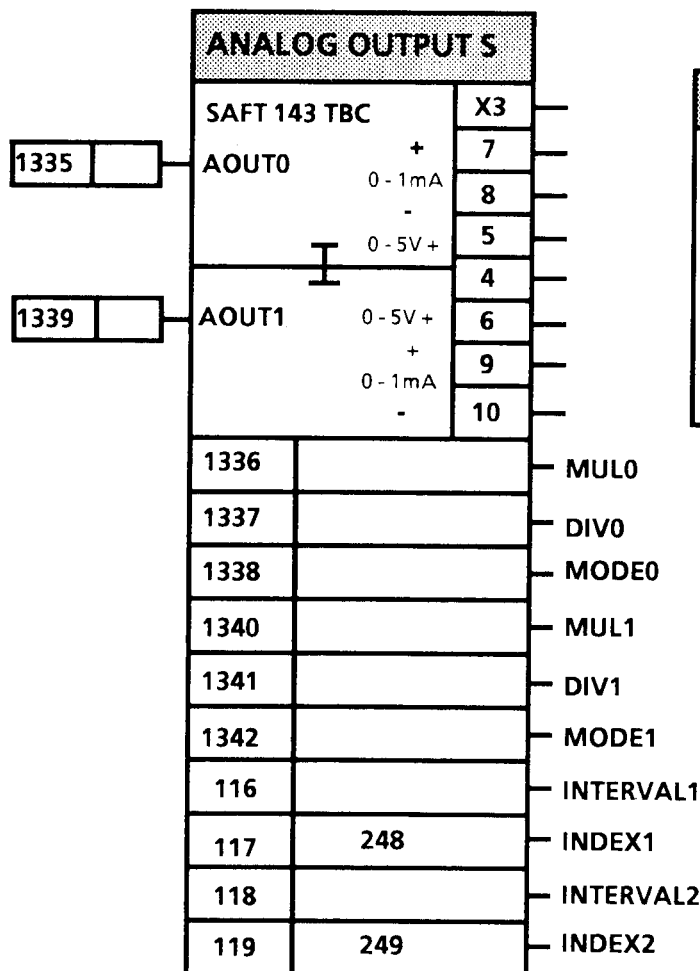 ANALOG OUTPUT S
SAFT 143 TBC X3
1335 AOUT0 + 7
0 - 1mA
- 8
0 - 5V + 5
4
1339 AOUT1 0 - 5V + 6
+ 9
0 - 1mA
- 10
1336 MUL0
1337 DIV0
1338 MODE0
1340 MUL1
1341 DIV1
1342 MODE1
116 INTERVAL1
117 248 INDEX1
118 INTERVAL2
119 249 INDEX2